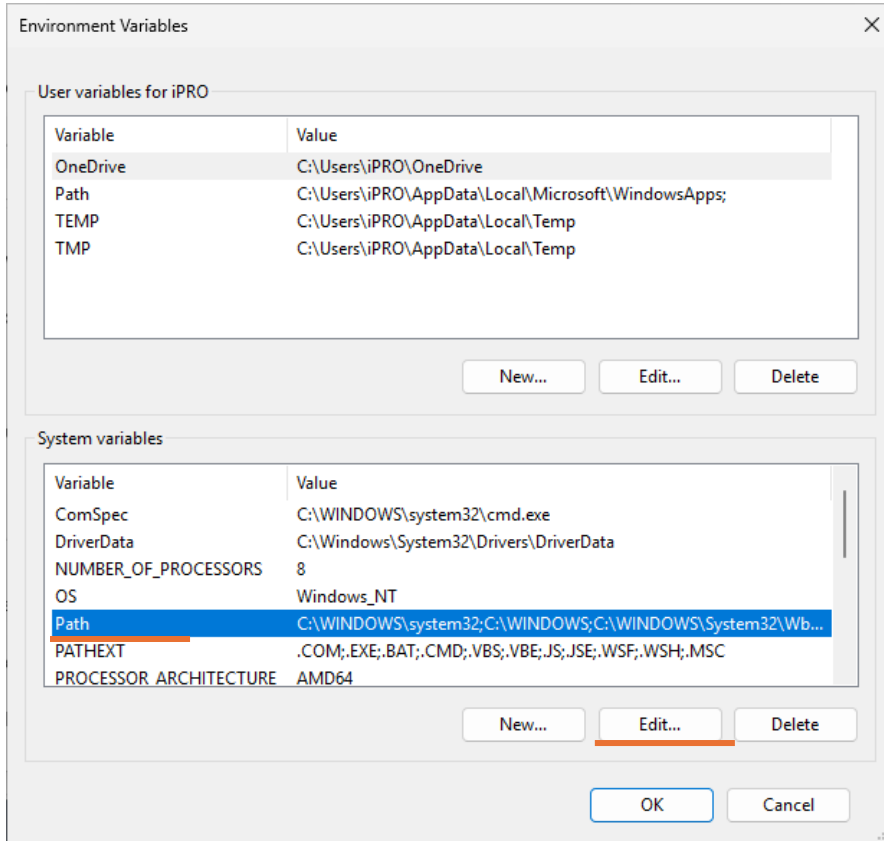 Environment Variables
User variables for iPRO
Variable Value
OneDrive C:\Users\iPRO\OneDrive
Path C:\Users\iPRO\AppData\Local\Microsoft\WindowsApps;
TEMP C:\Users\iPRO\AppData\Local\Temp
TMP C:\Users\iPRO\AppData\Local\Temp
New... Edit... Delete
System variables
Variable Value
ComSpec C:\WINDOWS\system32\cmd.exe
DriverData C:\Windows\System32\Drivers\DriverData
NUMBER_OF_PROCESSORS 8
OS Windows_NT
Path C:\WINDOWS\system32;C:\WINDOWS;C:\WINDOWS\System32\Wb...
PATHEXT .COM;.EXE;.BAT;.CMD;.VBS;.VBE;.JS;.JSE;.WSF;.WSH;.MSC
PROCESSOR_ARCHITECTURE AMD64
New... Edit... Delete
OK Cancel